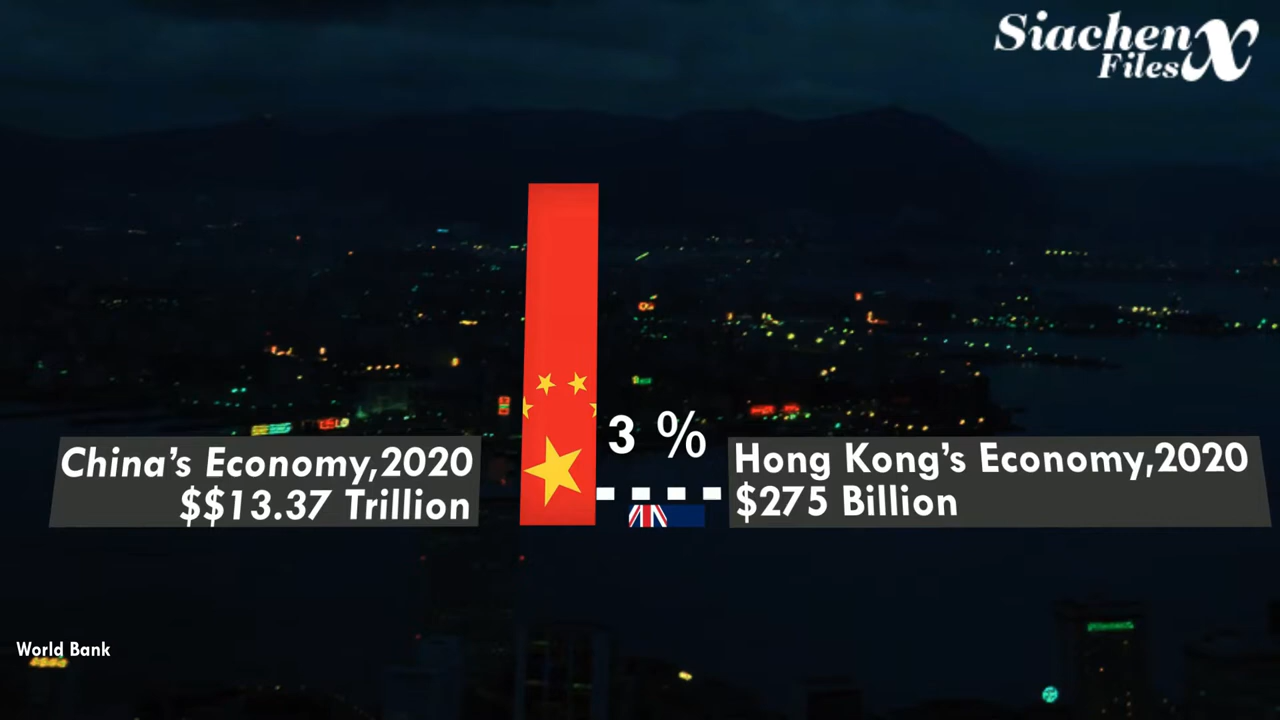 Siachen
Files X
3 %
China's Economy,2020
$$13.37 Trillion
Hong Kong's Economy,2020
$275 Billion
World Bank